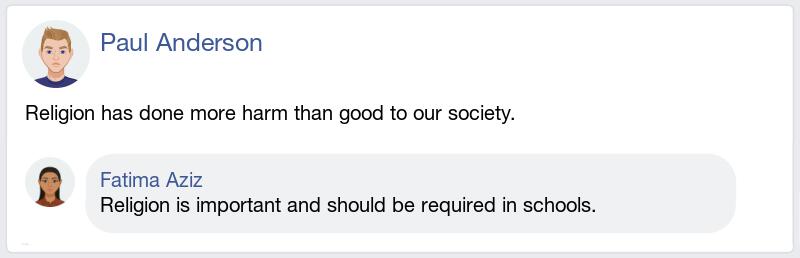 Paul Anderson
Religion has done more harm than good to our society.
Fatima Aziz
Religion is important and should be required in schools.